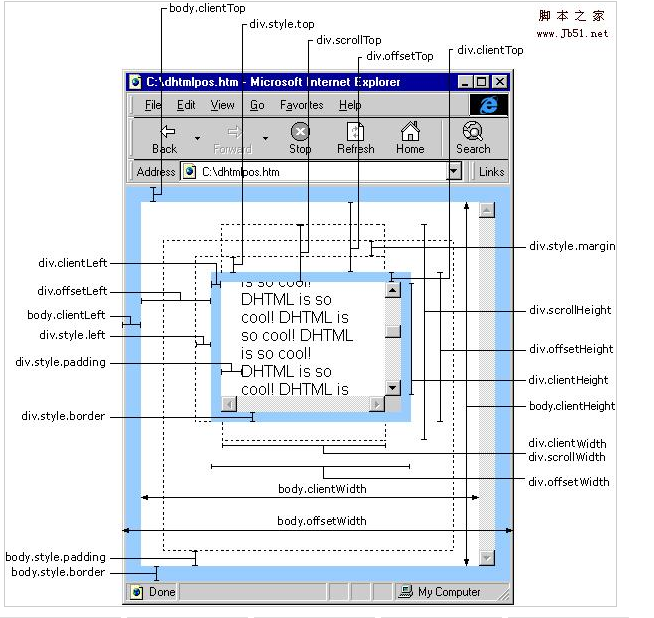 body.clientTop
脚本之家
div.style.top
www.Jb51.net
div.scrollTop
div.offsetTop
div.clientTop
C:\dhtmlpos.htm - Microsoft Internet Explorer
File Edit View Go Favorites Help
Back Forward Stop Refresh Home Search
Address C:\dhtmlpos.htm Links
div.style.margin
div.clientLeft
div.offsetLeft
body.clientLeft
div.style.left
div.style.padding
div.style.border
is so cool!
DHTML is so
cool! DHTML is
so cool! DHTML
is so cool!
DHTML is so
cool! DHTML is
div.scrollHeight
div.offsetHeight
div.clientHeight
body.clientHeight
div.clientWidth
div.scrollWidth
div.offsetWidth
body.clientWidth
body.offsetWidth
body.style.padding
body.style.border
Done My Computer